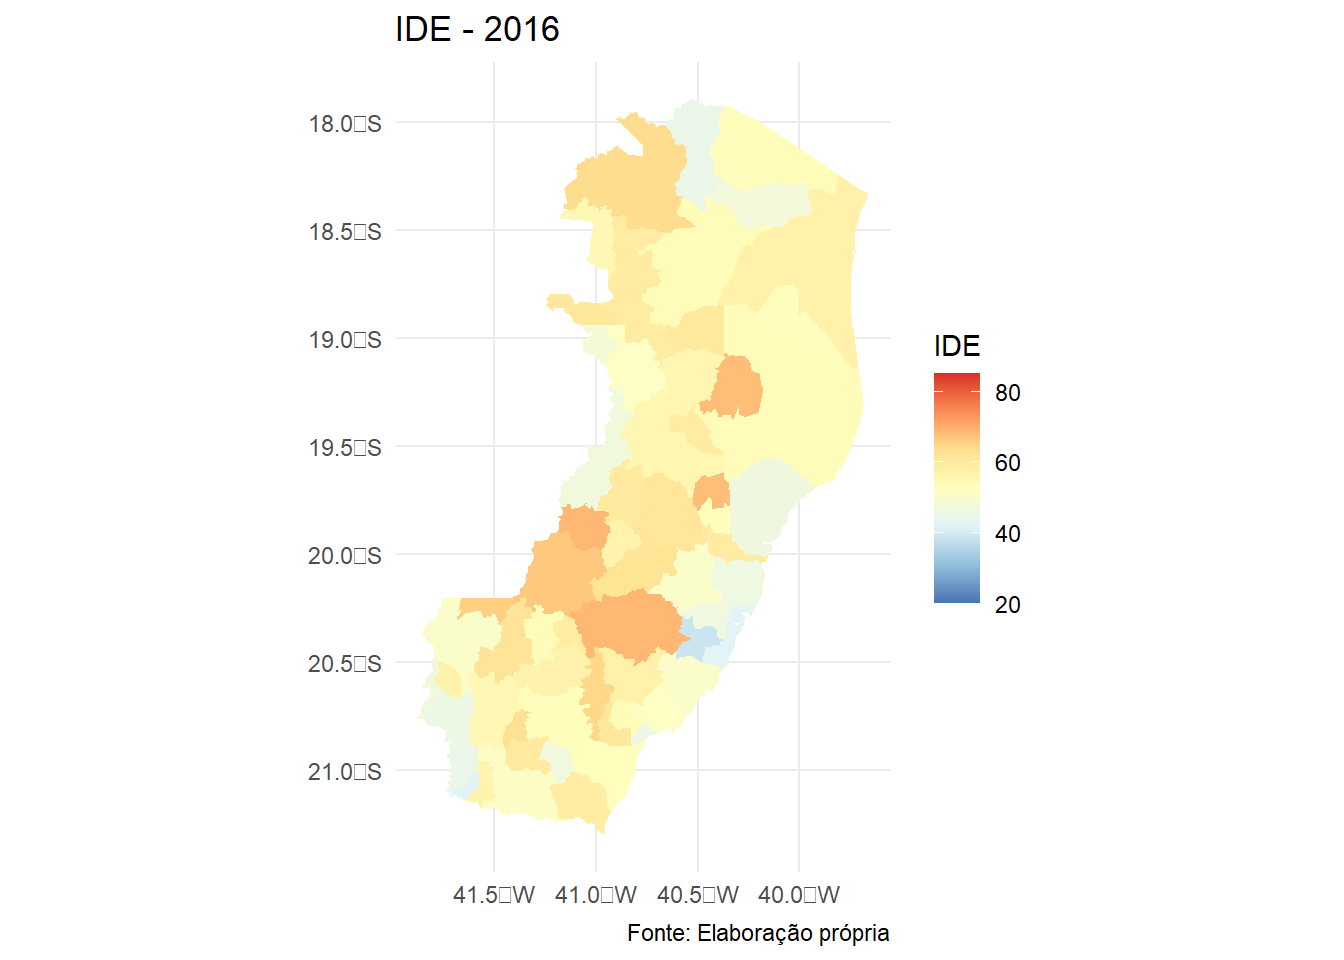 IDE - 2016
18.0□S
18.5□S
19.0□S
19.5□S
20.0□S
20.5□S
21.0□S
41.5□W 41.0□W 40.5□W 40.0□W
IDE
80
60
40
20
Fonte: Elaboração própria